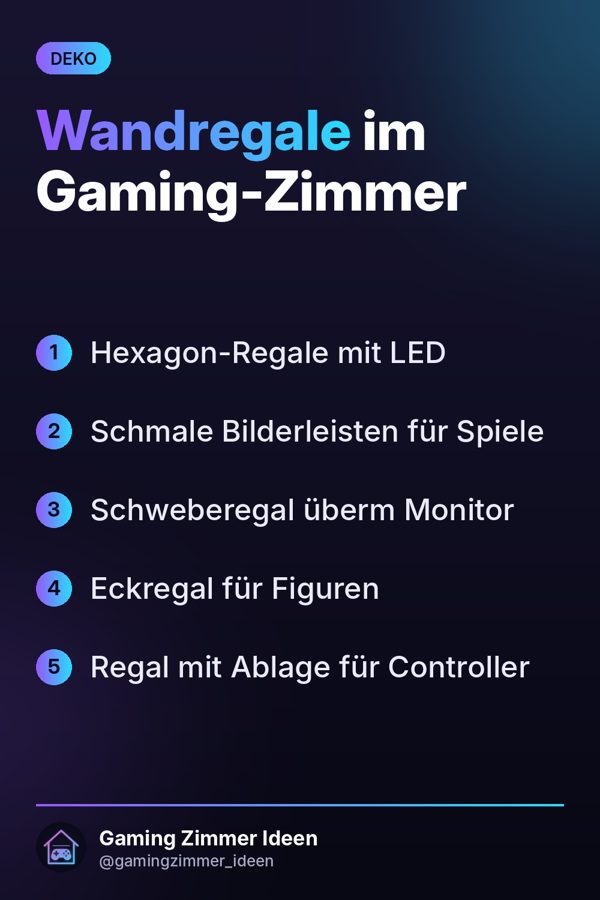 DEKO
Wandregale im
Gaming-Zimmer
1 Hexagon-Regale mit LED
2 Schmale Bilderleisten für Spiele
3 Schweberegal überm Monitor
4 Eckregal für Figuren
5 Regal mit Ablage für Controller
Gaming Zimmer Ideen
@gamingzimmer_ideen